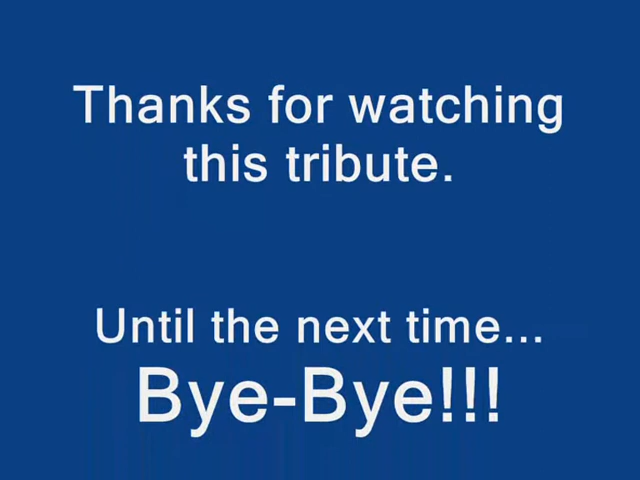 Thanks for watching
this tribute.
Until the next time...
Bye-Bye!!!